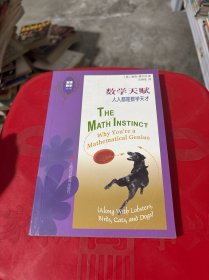 数学天赋
人人都是数学天才
THE
MATH INSTINCT
Why You're a
Mathematical Genius
(Along With Lobsters,
Birds, Cats, and Dogs)